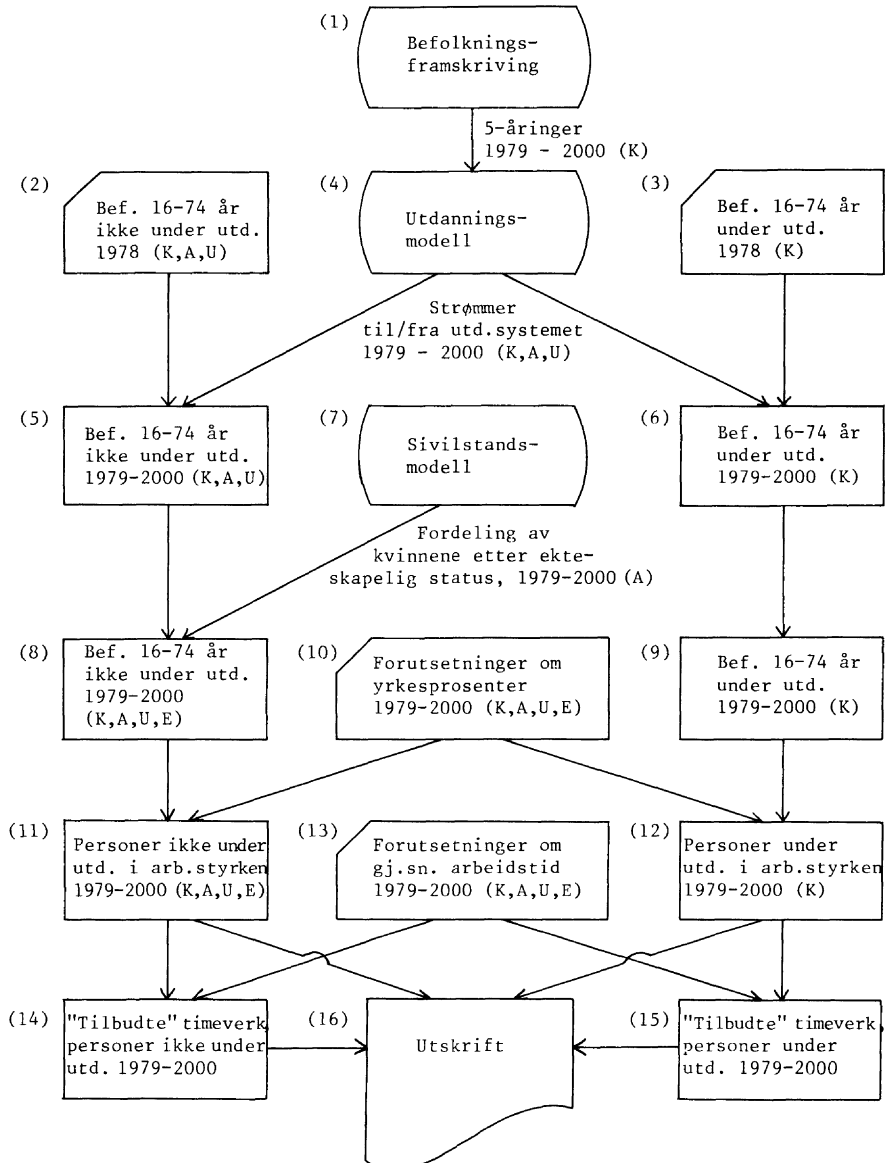 (1)
Befolknings-
framskriving
5-åringer
1979 - 2000 (K)
(2)
Bef. 16-74 år
ikke under utd.
1978 (K,A,U)
(4)
Utdannings-
modell
(3)
Bef. 16-74 år
under utd.
1978 (K)
Strømmer
til/fra utd.systemet
1979 - 2000 (K,A,U)
(5)
Bef. 16-74 år
ikke under utd.
1979-2000 (K,A,U)
(7)
Sivilstands-
modell
(6)
Bef. 16-74 år
under utd.
1979-2000 (K)
Fordeling av
kvinnene etter ekte-
skapelig status, 1979-2000 (A)
(8)
Bef. 16-74 år
ikke under utd.
1979-2000
(K,A,U,E)
(10)
Forutsetninger om
yrkesprosenter
1979-2000 (K,A,U,E)
(9)
Bef. 16-74 år
under utd.
1979-2000 (K)
(11)
Personer ikke under
utd. i arb.styrken
1979-2000 (K,A,U,E)
(13)
Forutsetninger om
gj.sn. arbeidstid
1979-2000 (K,A,U,E)
(12)
Personer under
utd. i arb.styrken
1979-2000 (K)
(14)
"Tilbudte" timeverk
personer ikke under
utd. 1979-2000
(16)
Utskrift
(15)
"Tilbudte" timeverk
personer under
utd. 1979-2000